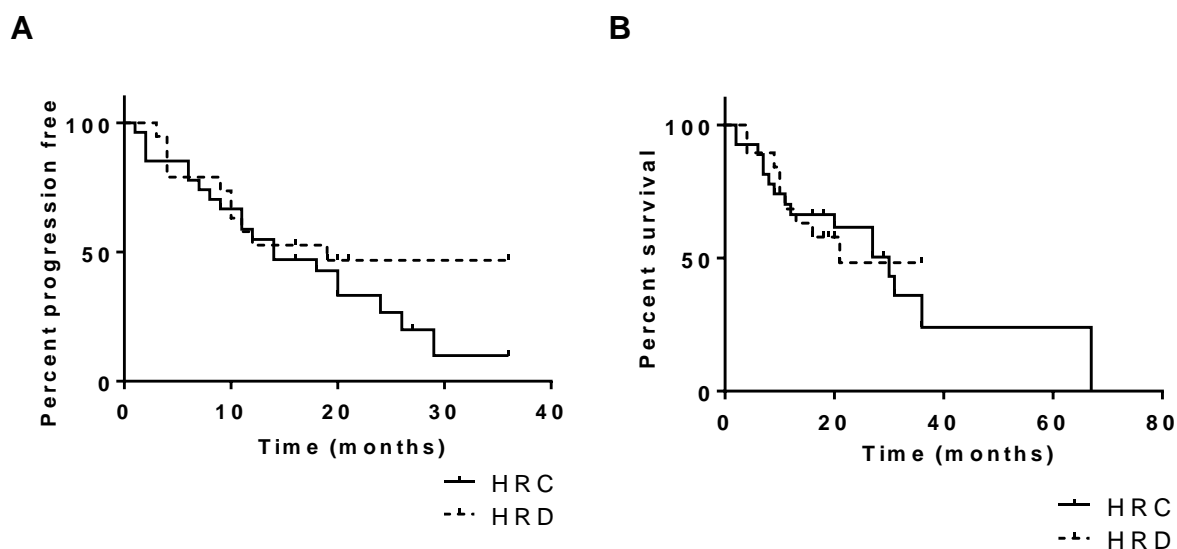 A
Percent progression free
100
50
0
0 10 20 30 40
Time (months)
HRC
HRD
B
Percent survival
100
50
0
0 20 40 60 80
Time (months)
HRC
HRD